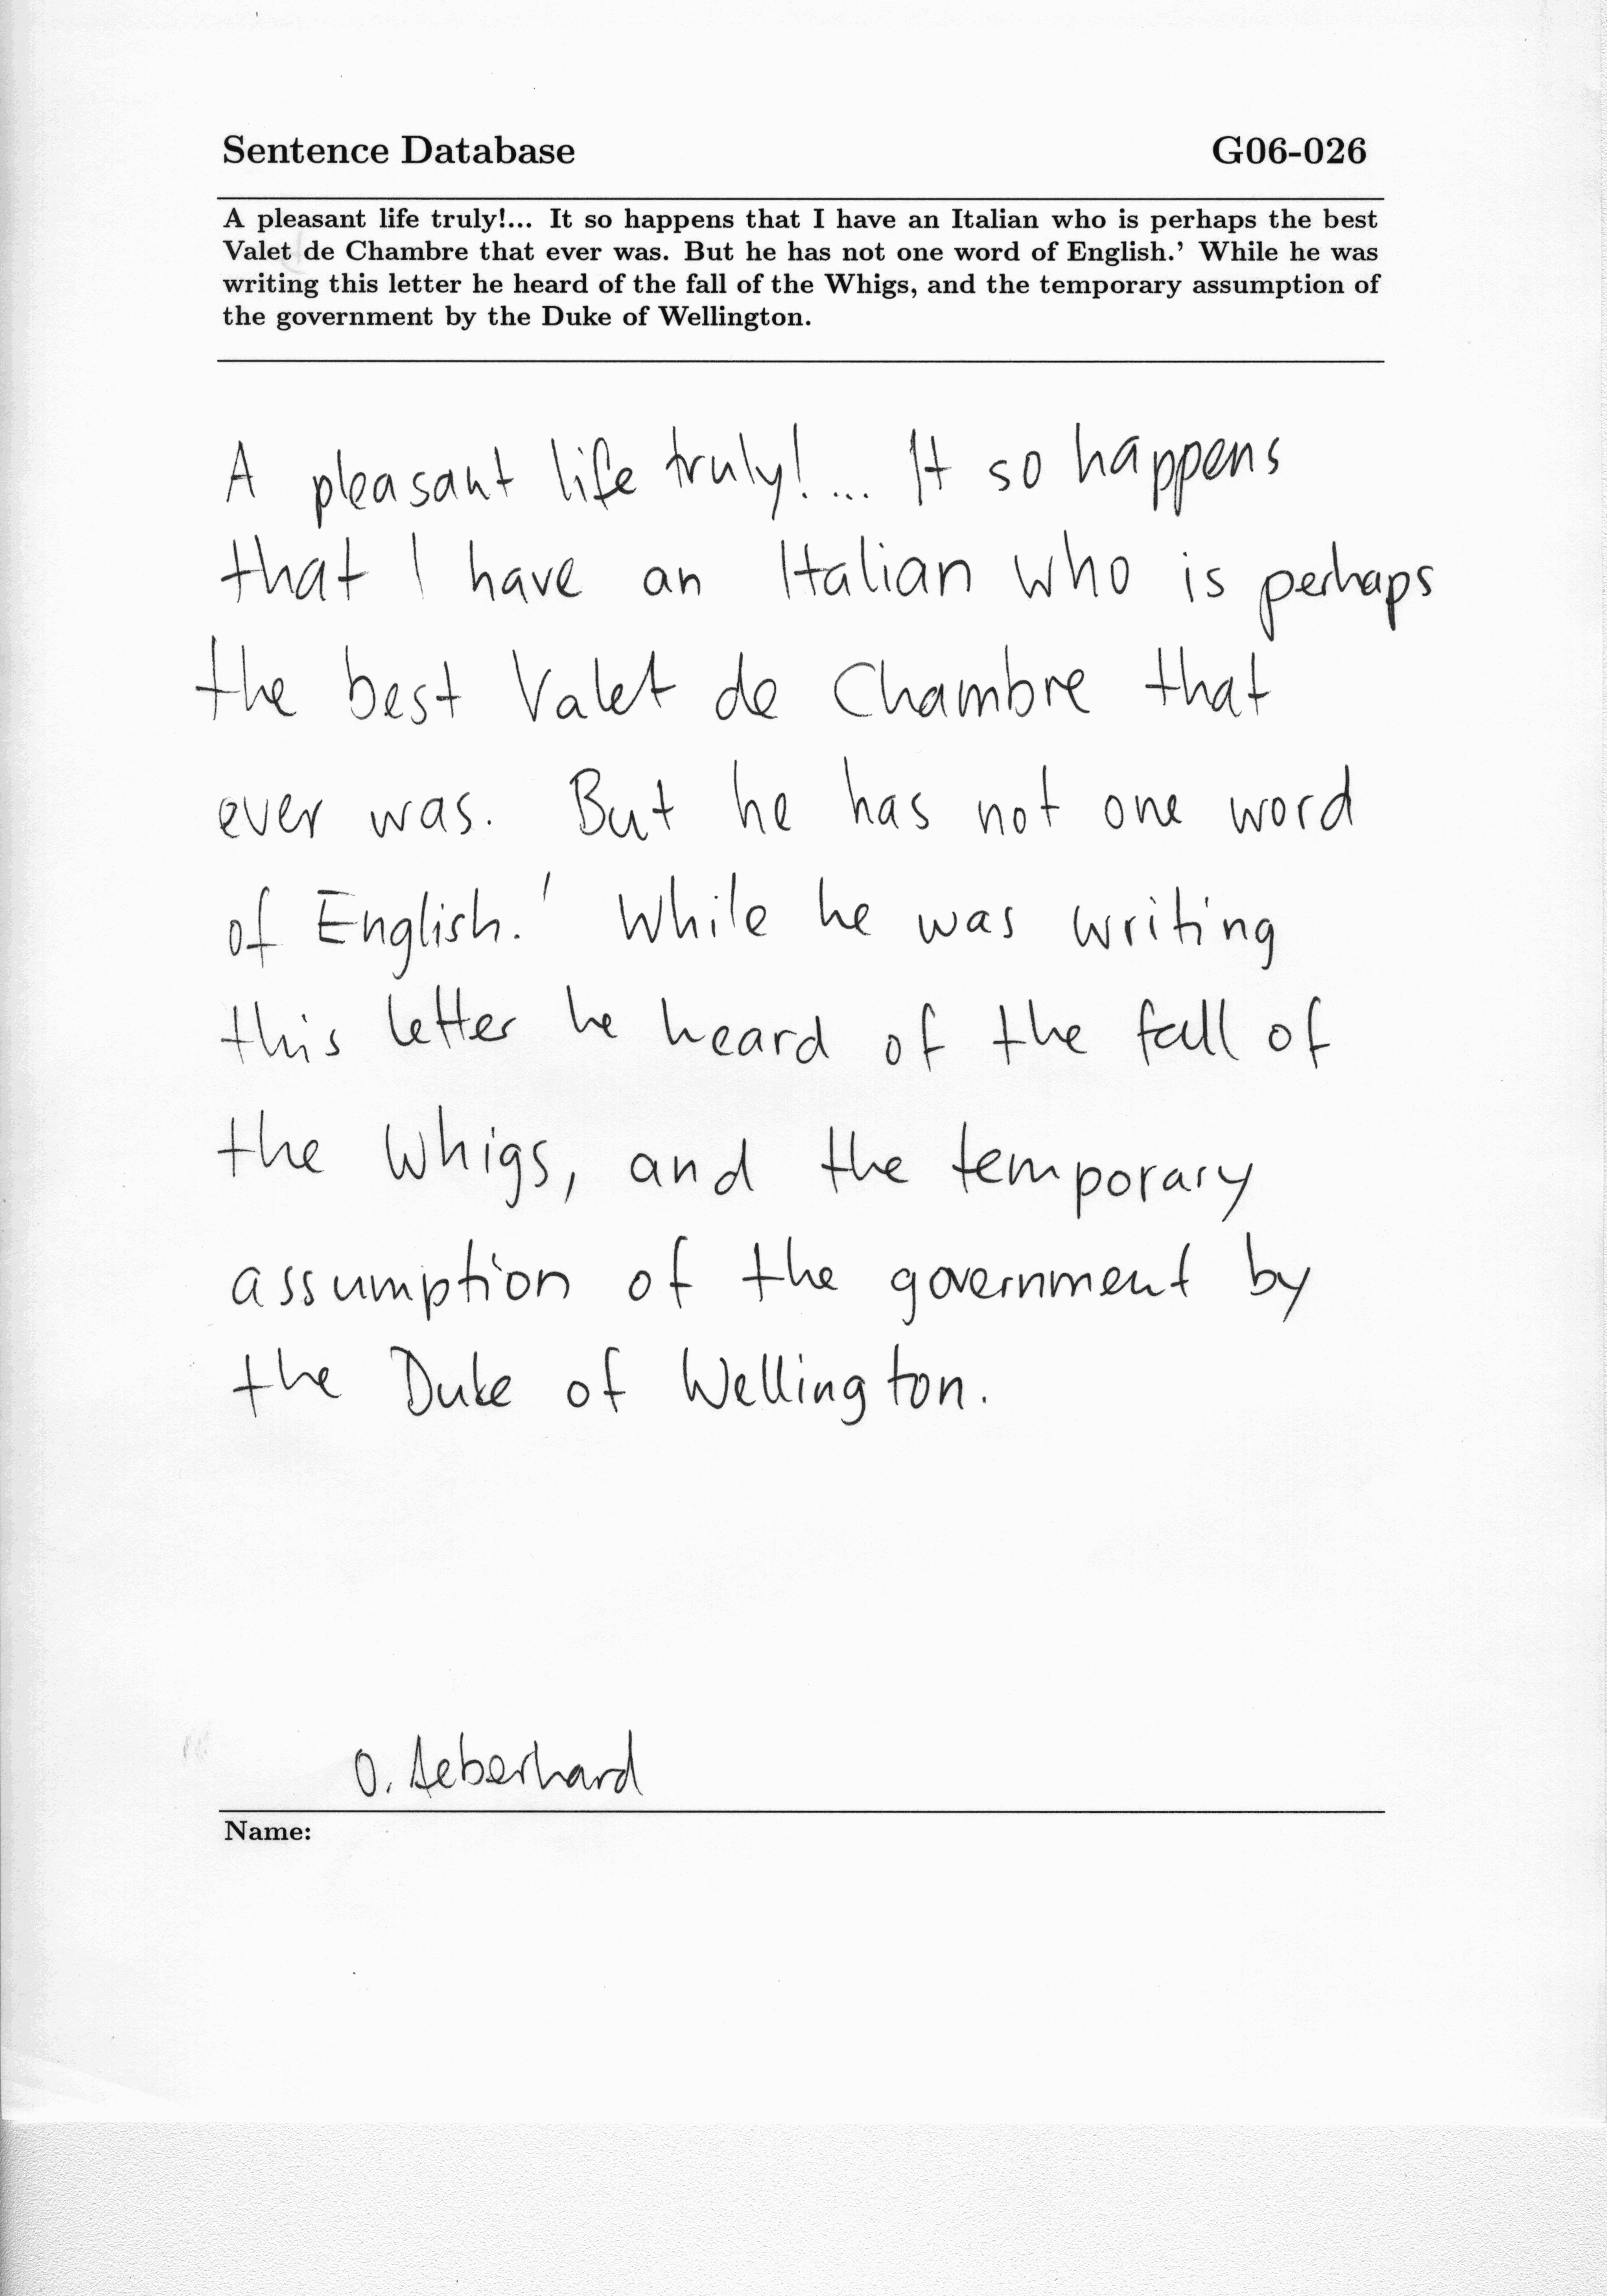 Sentence Database G06-026
A pleasant life truly!... It so happens that I have an Italian who is perhaps the best
Valet de Chambre that ever was. But he has not one word of English.' While he was
writing this letter he heard of the fall of the Whigs, and the temporary assumption of
the government by the Duke of Wellington.
A pleasant life truly!... It so happens
that I have an Italian who is perhaps
the best Valet de Chambre that
ever was. But he has not one word
of English.' While he was writing
this letter he heard of the fall of
the Whigs, and the temporary
assumption of the government by
the Duke of Wellington.
O. Aeberhard
Name: